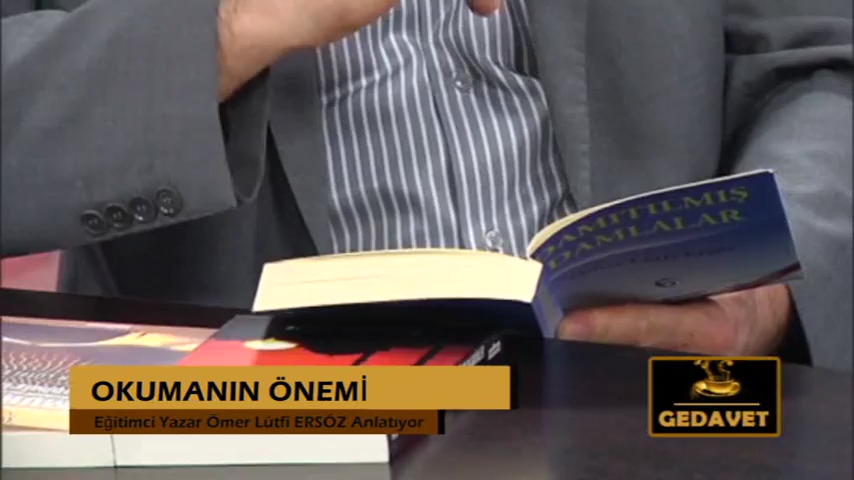 DAMITILMIŞ
DAMLALAR
OKUMANIN ÖNEMİ
Eğitimci Yazar Ömer Lütfi ERSÖZ Anlatıyor
GEDAVET